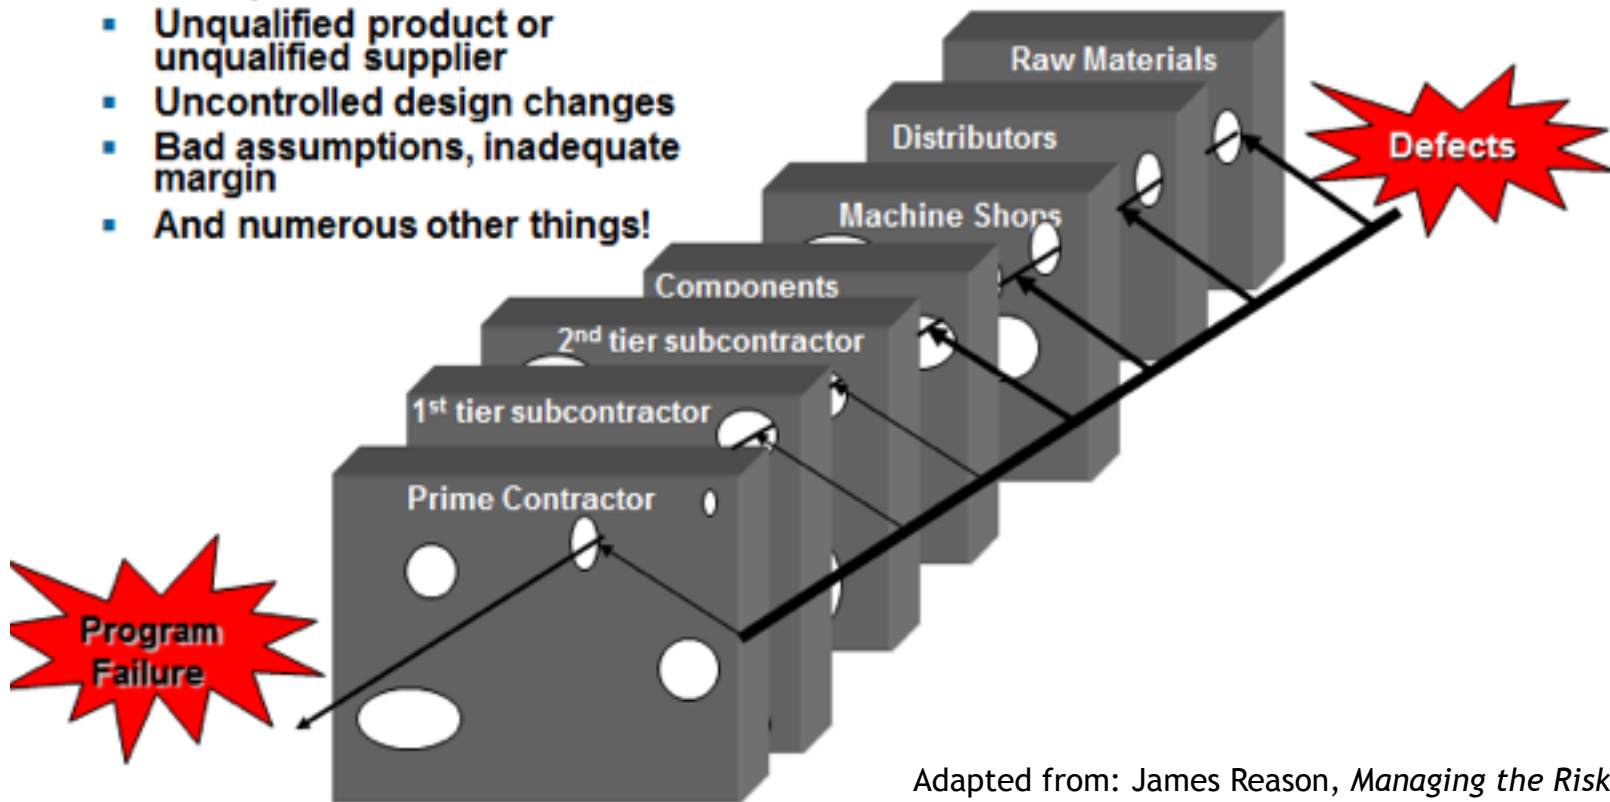 Unqualified product or
unqualified supplier
Uncontrolled design changes
Bad assumptions, inadequate
margin
And numerous other things!
Raw Materials
Defects
Distributors
Machine Shops
Components
2nd tier subcontractor
1st tier subcontractor
Prime Contractor
Program
Failure
Adapted from: James Reason, Managing the Risk